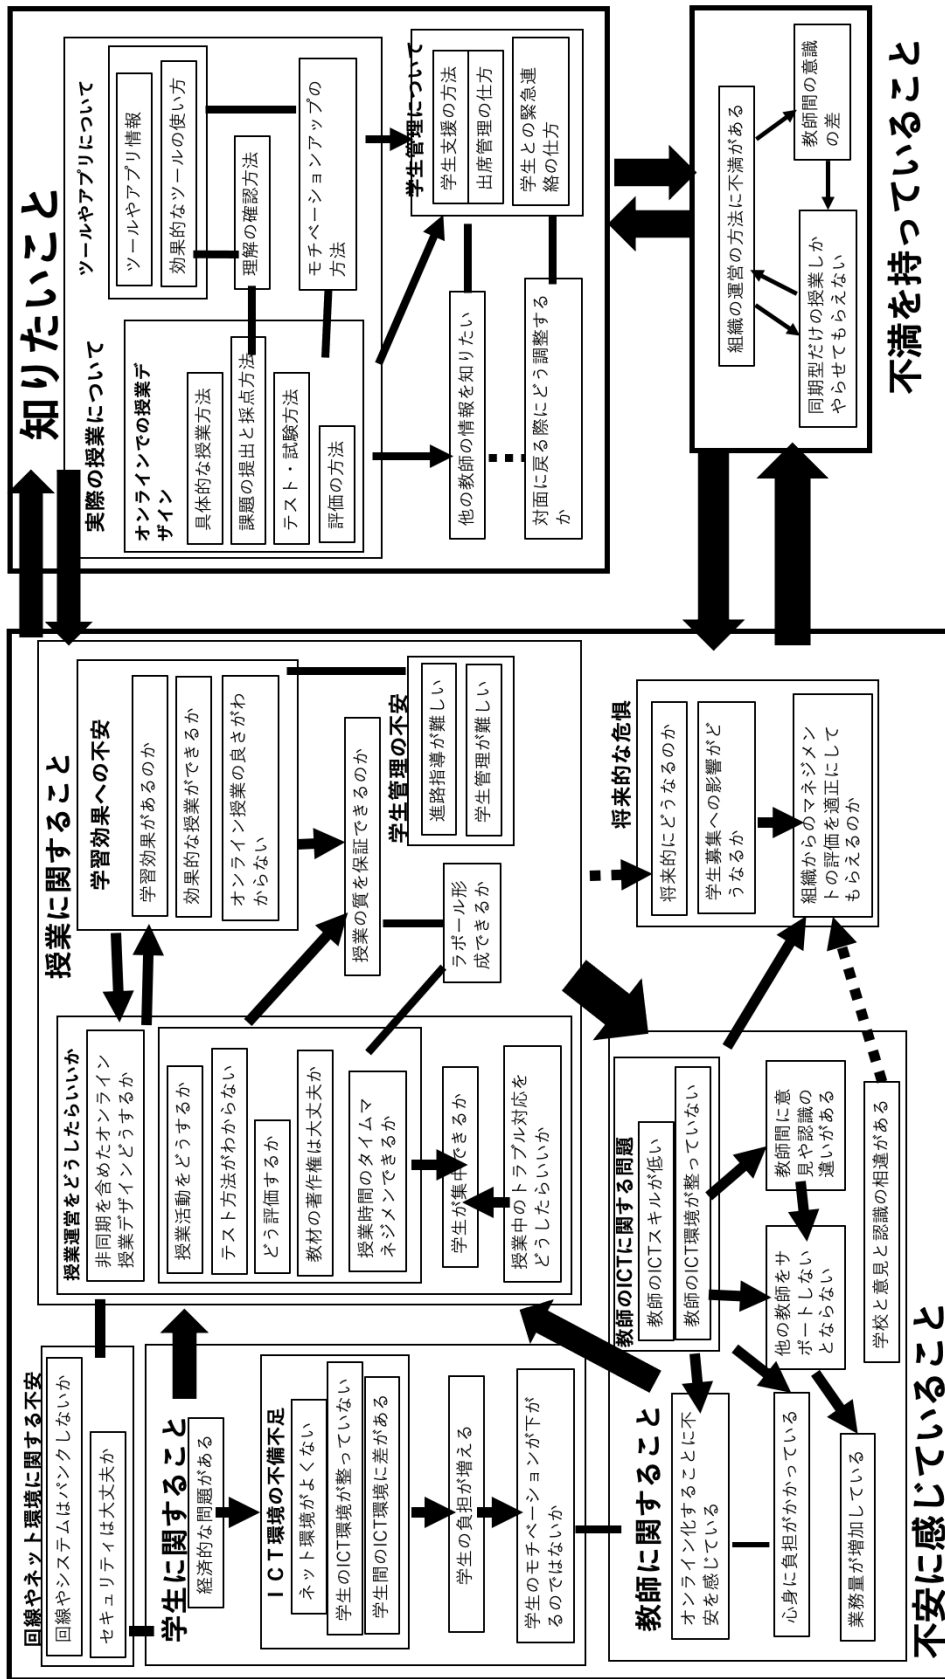 不安に感じていること
回線やネット環境に関する不安
回線やシステムはパンクしないか
セキュリティは大丈夫か
学生に関すること
経済的な問題がある
ＩＣＴ環境の不備不足
ネット環境がよくない
学生のICT環境が整っていない
学生間のICT環境に差がある
学生の負担が増える
学生のモチベーションが下が
るのではないか
授業に関すること
授業運営をどうしたらいいか
非同期を含めたオンライン
授業デザインどうするか
授業活動をどうするか
テスト方法がわからない
どう評価するか
教材の著作権は大丈夫か
授業時間のタイムマ
ネジメンできるか
学生が集中できるか
授業中のトラブル対応を
どうしたらいいか
学習効果への不安
学習効果があるのか
効果的な授業ができるか
オンライン授業の良さがわ
からない
授業の質を保証できるのか
学生管理の不安
進路指導が難しい
学生管理が難しい
ラポール形
成できるか
教師に関すること
オンライン化することに不
安を感じている
心身に負担がかかっている
業務量が増加している
教師のICTに関する問題
教師のICTスキルが低い
教師のICT環境が整っていない
教師間に意
見や認識の
違いがある
他の教師をサ
ポートしない
とならない
学校と意見と認識の相違がある
将来的な危惧
将来的にどうなるのか
学生募集への影響がど
うなるか
組織からのマネジメン
トの評価を適正にして
もらえるのか
知りたいこと
実際の授業について
オンラインでの授業デ
ザイン
具体的な授業方法
課題の提出と採点方法
テスト・試験方法
評価の方法
ツールやアプリについて
ツールやアプリ情報
効果的なツールの使い方
理解の確認方法
モチベーションアップの
方法
学生管理について
学生支援の方法
出席管理の仕方
学生との緊急連
絡の仕方
他の教師の情報を知りたい
対面に戻る際にどう調整する
か
不満を持っていること
組織の運営の方法に不満がある
教師間の意識
の差
同期型だけの授業しか
やらせてもらえない